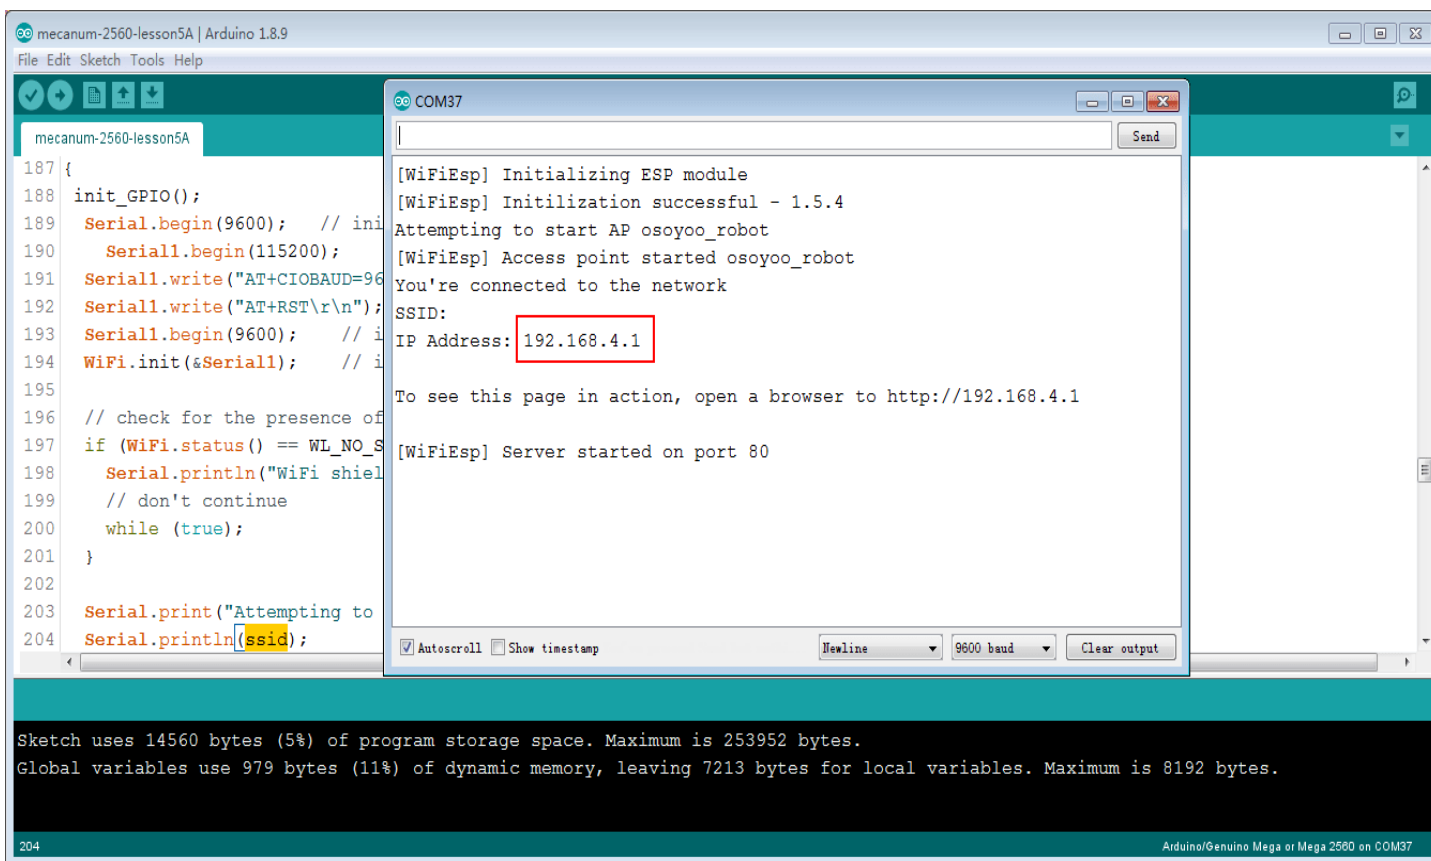 mecanum-2560-lesson5A | Arduino 1.8.9
File Edit Sketch Tools Help
mecanum-2560-lesson5A
187 {
188 init_GPIO();
189 Serial.begin(9600); // ini
190 Serial1.begin(115200);
191 Serial1.write("AT+CIOBAUD=96
192 Serial1.write("AT+RST\r\n");
193 Serial1.begin(9600); // i
194 WiFi.init(&Serial1); // i
195
196 // check for the presence of
197 if (WiFi.status() == WL_NO_S
198 Serial.println("WiFi shiel
199 // don't continue
200 while (true);
201 }
202
203 Serial.print("Attempting to
204 Serial.println(ssid);
COM37
Send
[WiFiEsp] Initializing ESP module
[WiFiEsp] Initilization successful - 1.5.4
Attempting to start AP osoyoo_robot
[WiFiEsp] Access point started osoyoo_robot
You're connected to the network
SSID:
IP Address: 192.168.4.1
To see this page in action, open a browser to http://192.168.4.1
[WiFiEsp] Server started on port 80
Autoscroll Show timestamp Newline 9600 baud Clear output
Sketch uses 14560 bytes (5%) of program storage space. Maximum is 253952 bytes.
Global variables use 979 bytes (11%) of dynamic memory, leaving 7213 bytes for local variables. Maximum is 8192 bytes.
204 Arduino/Genuino Mega or Mega 2560 on COM37